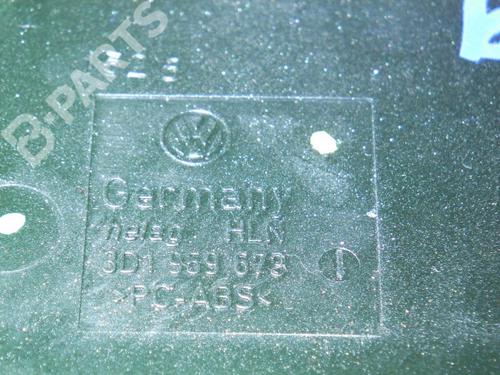 B-PARTS
Germany
helag HLN
3D1 959 673
>PC-ABS<